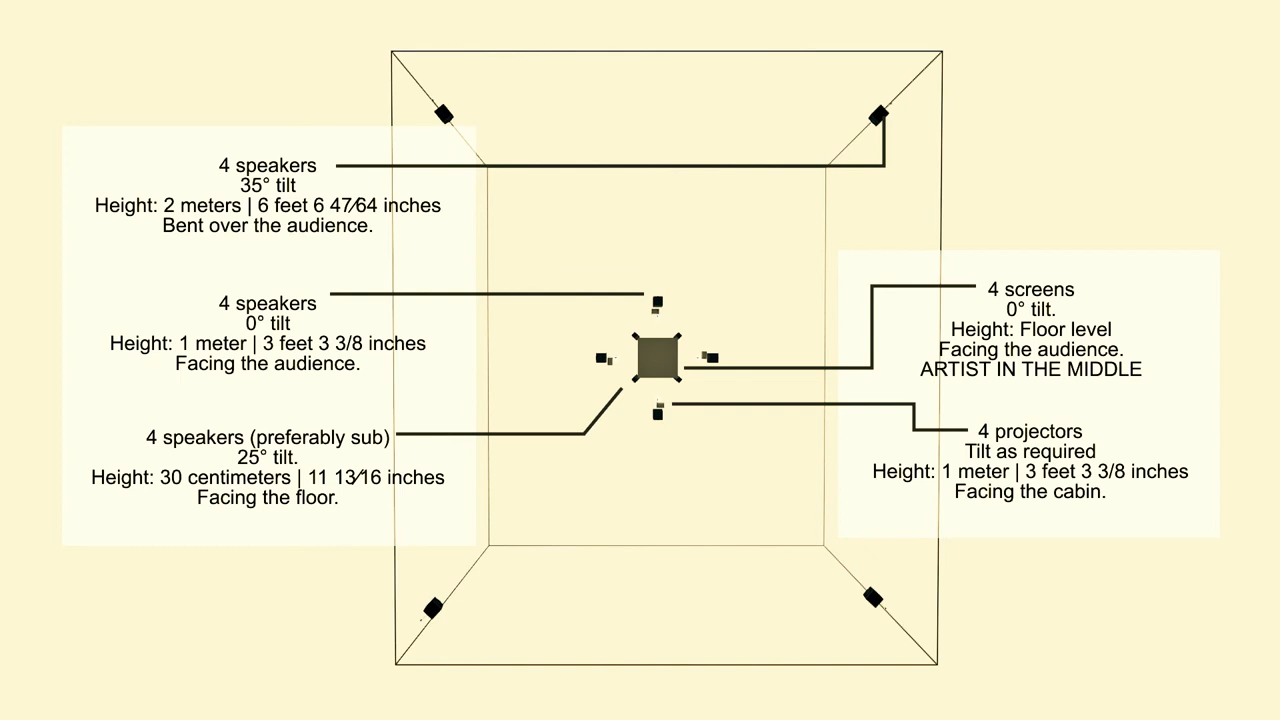 4 speakers
35° tilt
Height: 2 meters | 6 feet 6 47⁄64 inches
Bent over the audience.
4 speakers
0° tilt
Height: 1 meter | 3 feet 3 3/8 inches
Facing the audience.
4 speakers (preferably sub)
25° tilt.
Height: 30 centimeters | 11 13⁄16 inches
Facing the floor.
4 screens
0° tilt.
Height: Floor level
Facing the audience.
ARTIST IN THE MIDDLE
4 projectors
Tilt as required
Height: 1 meter | 3 feet 3 3/8 inches
Facing the cabin.